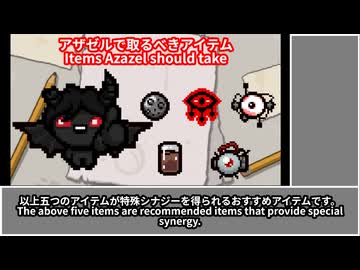 アザゼルで取るべきアイテム
Items Azazel should take
以上五つのアイテムが特殊シナジーを得られるおすすめアイテムです。
The above five items are recommended items that provide special
synergy.